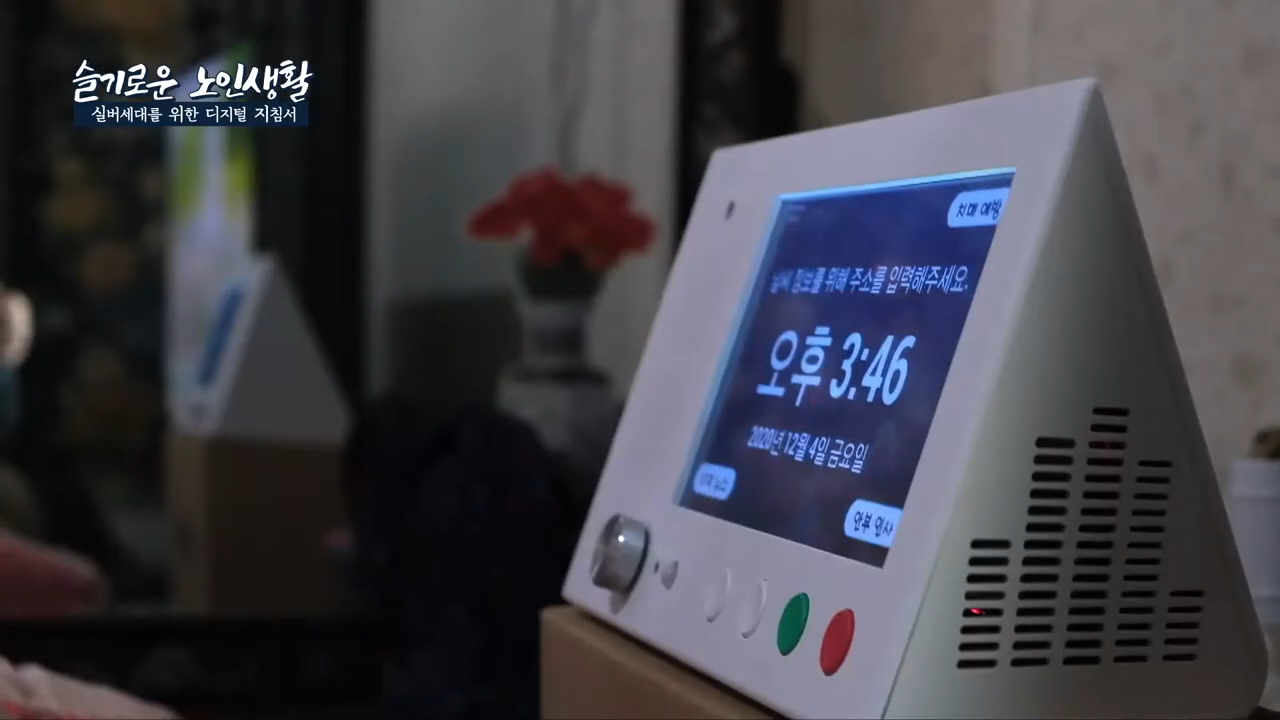 슬기로운 노인생활
실버세대를 위한 디지털 지침서
치매 예방
날씨 정보를 위해 주소를 입력해주세요.
오후 3:46
2020년 12월 4일 금요일
안부 인사